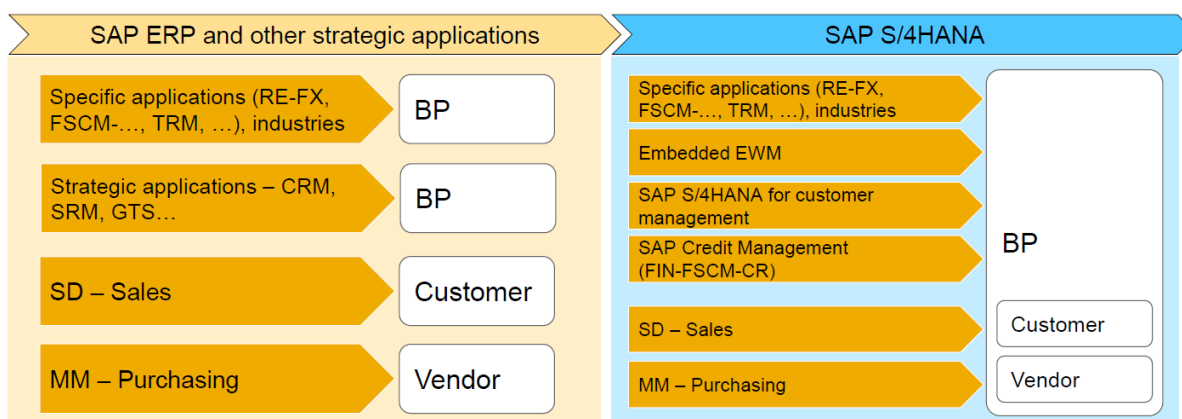 SAP ERP and other strategic applications
Specific applications (RE-FX,
FSCM-…, TRM, …), industries
BP
Strategic applications – CRM,
SRM, GTS…
BP
SD – Sales
Customer
MM – Purchasing
Vendor
SAP S/4HANA
Specific applications (RE-FX,
FSCM-…, TRM, …), industries
Embedded EWM
SAP S/4HANA for customer
management
SAP Credit Management
(FIN-FSCM-CR)
BP
SD – Sales
Customer
MM – Purchasing
Vendor